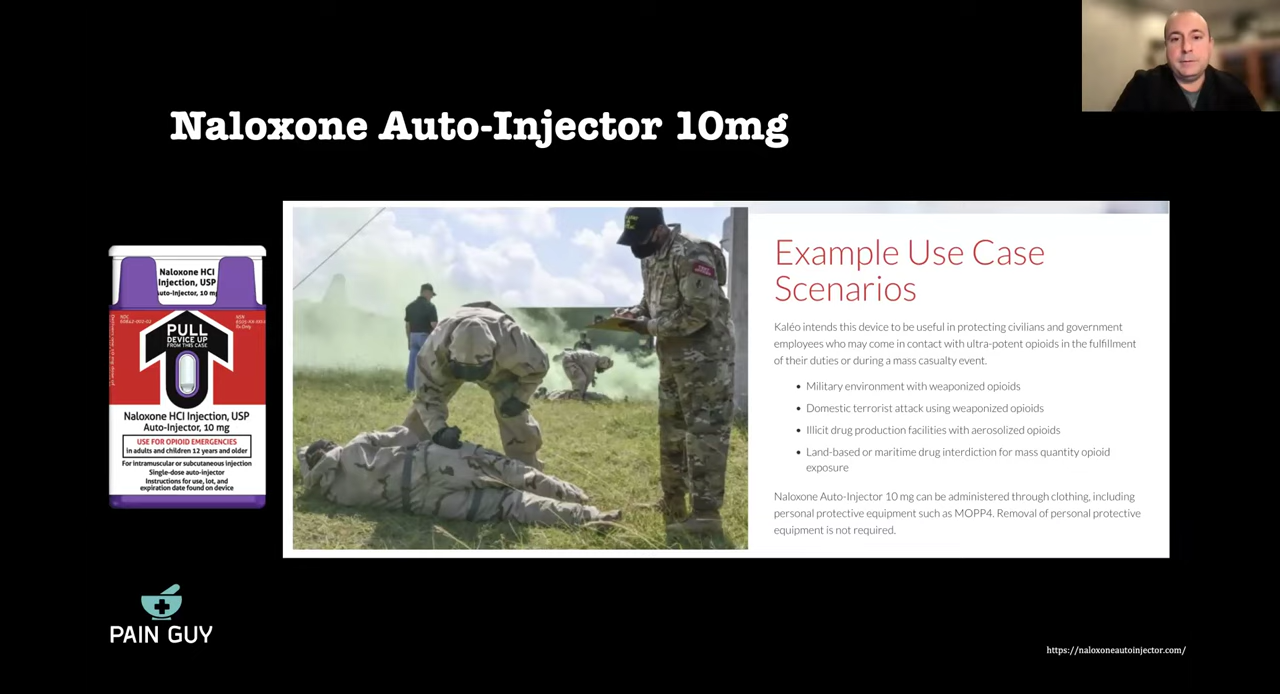 Naloxone Auto-Injector 10mg
Naloxone HCl
Injection, USP
Auto-Injector, 10 mg
Rx Only
PULL
DEVICE UP
FROM THIS CASE
Naloxone HCl Injection, USP
Auto-Injector, 10 mg
USE FOR OPIOID EMERGENCIES
in adults and children 12 years and older
For intramuscular or subcutaneous injection
Single-dose auto-injector
Instructions for use, lot, and
expiration date found on device
Example Use Case
Scenarios
Kaléo intends this device to be useful in protecting civilians and government
employees who may come in contact with ultra-potent opioids in the fulfillment
of their duties or during a mass casualty event.
• Military environment with weaponized opioids
• Domestic terrorist attack using weaponized opioids
• Illicit drug production facilities with aerosolized opioids
• Land-based or maritime drug interdiction for mass quantity opioid
exposure
Naloxone Auto-Injector 10 mg can be administered through clothing, including
personal protective equipment such as MOPP4. Removal of personal protective
equipment is not required.
PAIN GUY
https://naloxoneautoinjector.com/